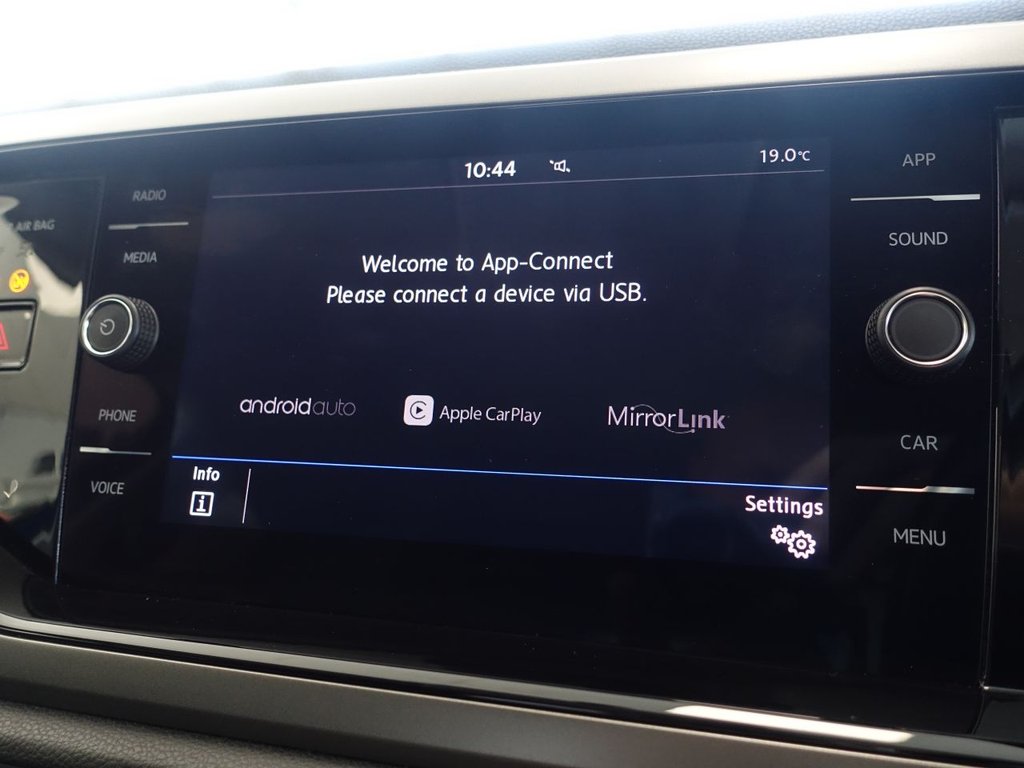 10:44
19.0°C
APP
RADIO
AIR BAG
SOUND
MEDIA
Welcome to App-Connect
Please connect a device via USB.
androidauto
Apple CarPlay
MirrorLink
PHONE
CAR
VOICE
Info
Settings
MENU